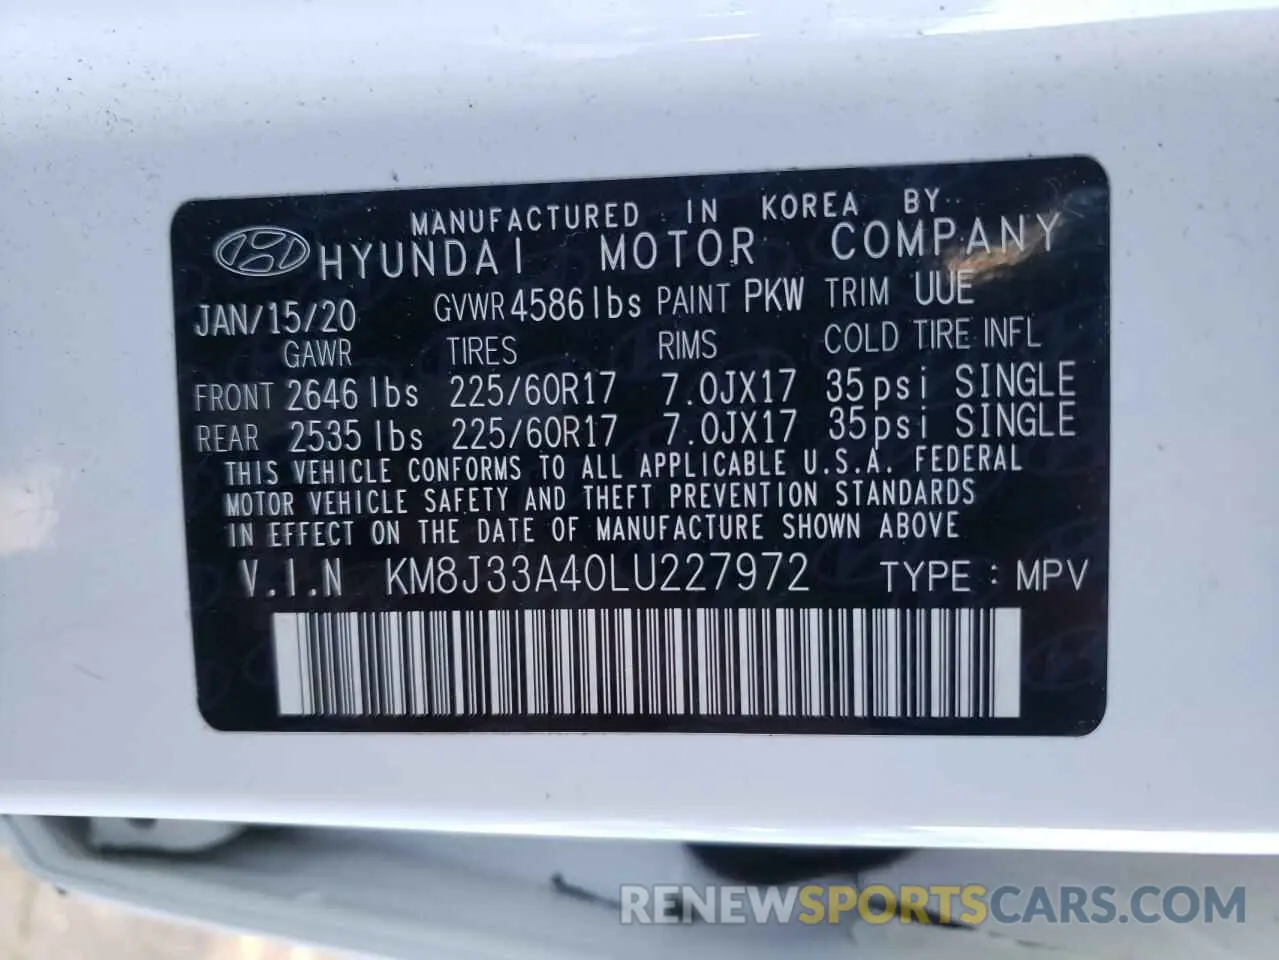 MANUFACTURED IN KOREA BY
HYUNDAI MOTOR COMPANY
JAN/15/20 GVWR 4586 lbs PAINT PKW TRIM UUE
GAWR TIRES RIMS COLD TIRE INFL
FRONT 2646 lbs 225/60R17 7.0JX17 35psi SINGLE
REAR 2535 lbs 225/60R17 7.0JX17 35psi SINGLE
THIS VEHICLE CONFORMS TO ALL APPLICABLE U.S.A. FEDERAL
MOTOR VEHICLE SAFETY AND THEFT PREVENTION STANDARDS
IN EFFECT ON THE DATE OF MANUFACTURE SHOWN ABOVE
V.I.N KM8J33A40LU227972 TYPE : MPV
RENEWSPORTSCARS.COM